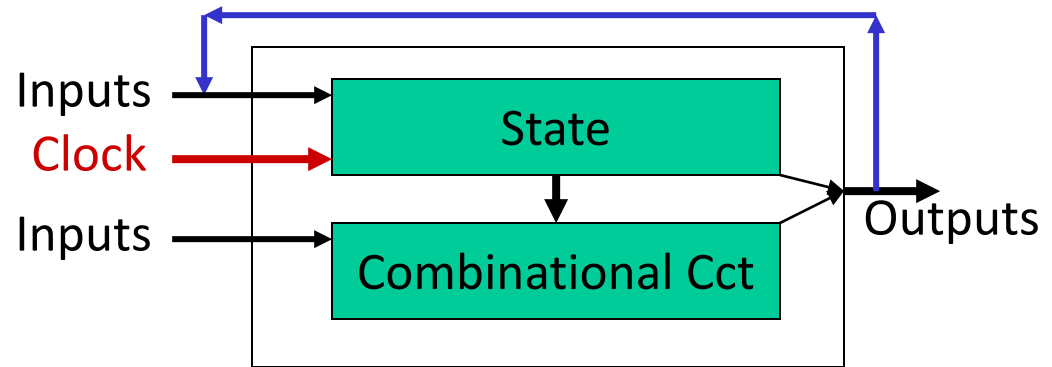 Inputs
State
Clock
Inputs
Outputs
Combinational Cct